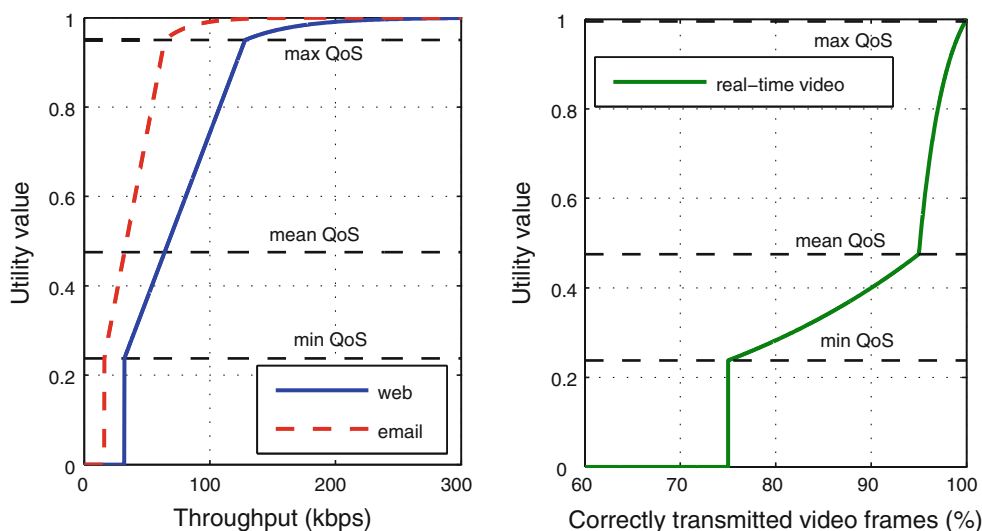 1
0.8
0.6
0.4
0.2
0
Utility value
max QoS
mean QoS
min QoS
web
email
0
100
200
300
Throughput (kbps)
1
0.8
0.6
0.4
0.2
0
Utility value
max QoS
real-time video
mean QoS
min QoS
60
70
80
90
100
Correctly transmitted video frames (%)